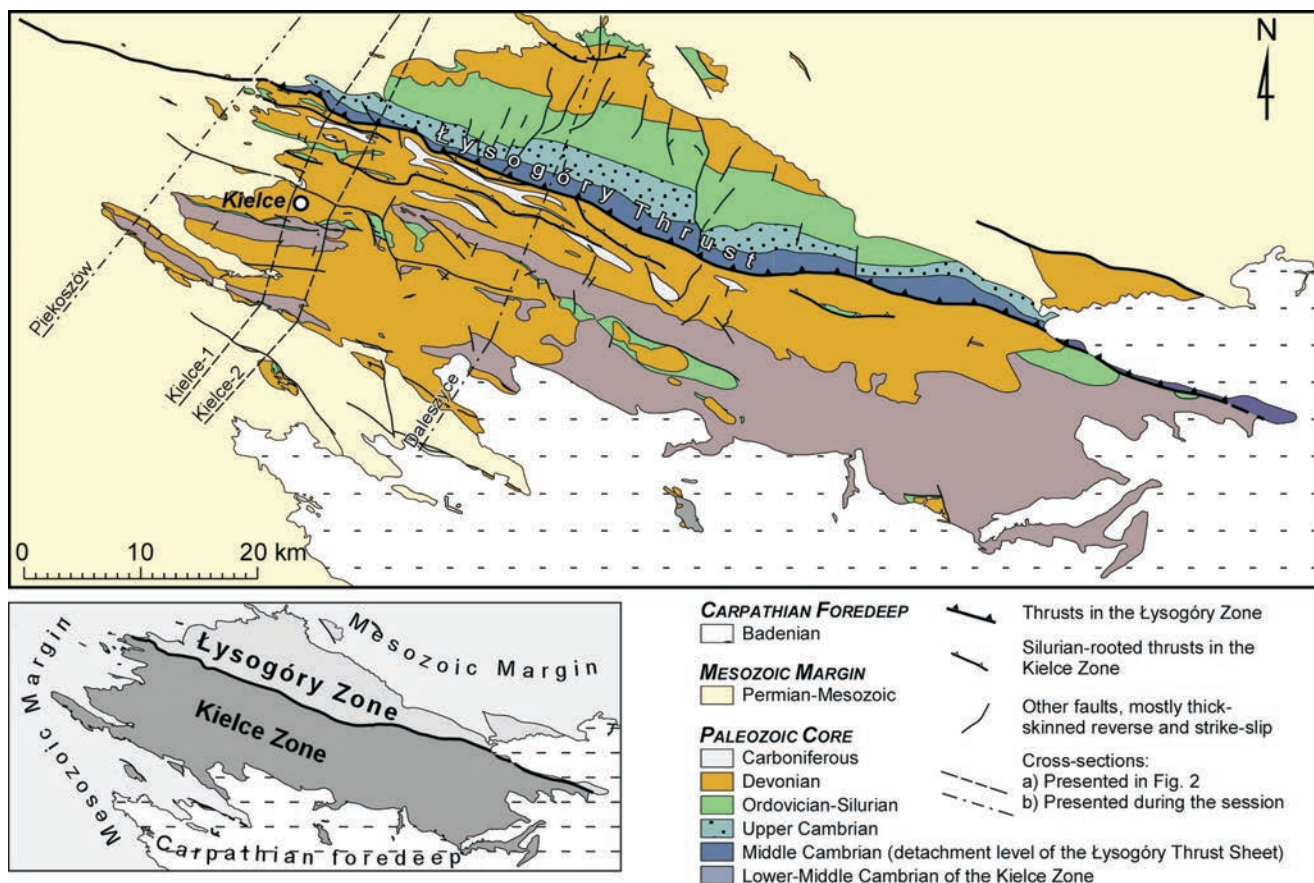 N
Łysogóry Thrust
Kielce
Piekoszów
Kielce-1
Kielce-2
Daleszyce
0 10 20 km
Mesozoic Margin
Mesozoic Margin
Łysogóry Zone
Kielce Zone
Carpathian foredeep
CARPATHIAN FOREDEEP
Badenian
MESOZOIC MARGIN
Permian-Mesozoic
PALEOZOIC CORE
Carboniferous
Devonian
Ordovician-Silurian
Upper Cambrian
Middle Cambrian (detachment level of the Łysogóry Thrust Sheet)
Lower-Middle Cambrian of the Kielce Zone
Thrusts in the Łysogóry Zone
Silurian-rooted thrusts in the
Kielce Zone
Other faults, mostly thick-
skinned reverse and strike-slip
Cross-sections:
a) Presented in Fig. 2
b) Presented during the session